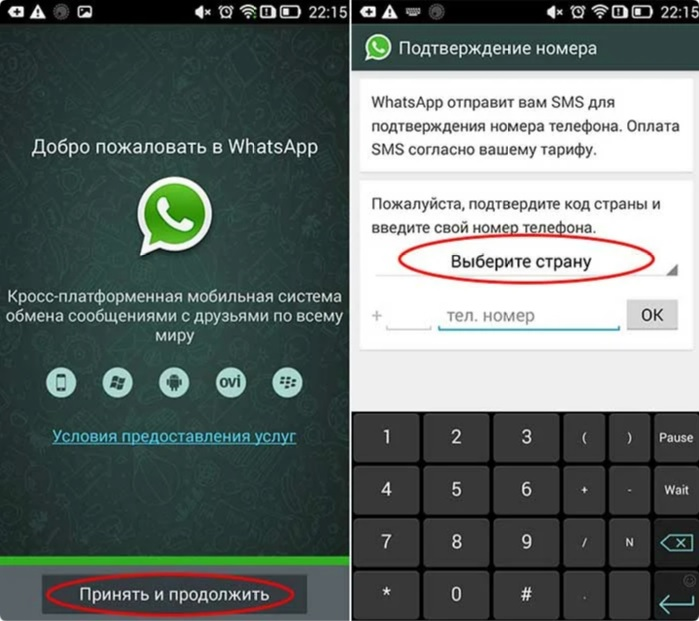 22:15
Добро пожаловать в WhatsApp
Кросс-платформенная мобильная система
обмена сообщениями с друзьями по всему
миру
ovi
Условия предоставления услуг
Принять и продолжить
22:15
Подтверждение номера
WhatsApp отправит вам SMS для
подтверждения номера телефона. Оплата
SMS согласно вашему тарифу.
Пожалуйста, подтвердите код страны и
введите свой номер телефона.
Выберите страну
+ тел. номер ОК
1 2 3 ( ) Pause
4 5 6 + - Wait
7 8 9 / N
* 0 # .